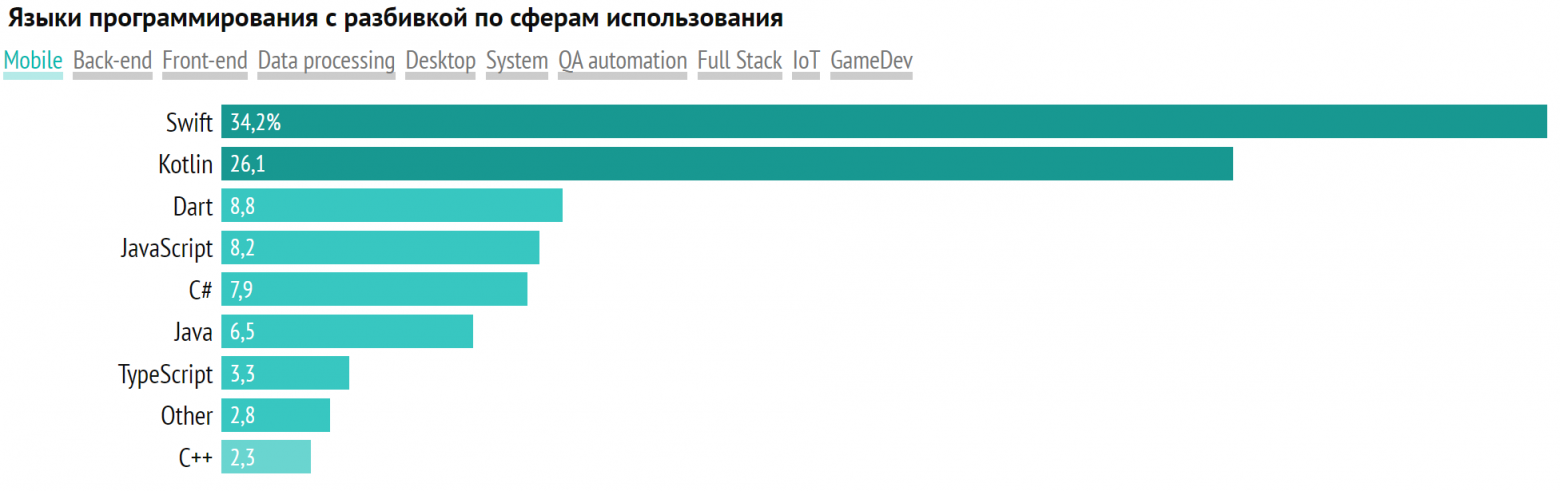 Языки программирования с разбивкой по сферам использования
Mobile Back-end Front-end Data processing Desktop System QA automation Full Stack IoT GameDev
Swift 34,2%
Kotlin 26,1
Dart 8,8
JavaScript 8,2
C# 7,9
Java 6,5
TypeScript 3,3
Other 2,8
C++ 2,3